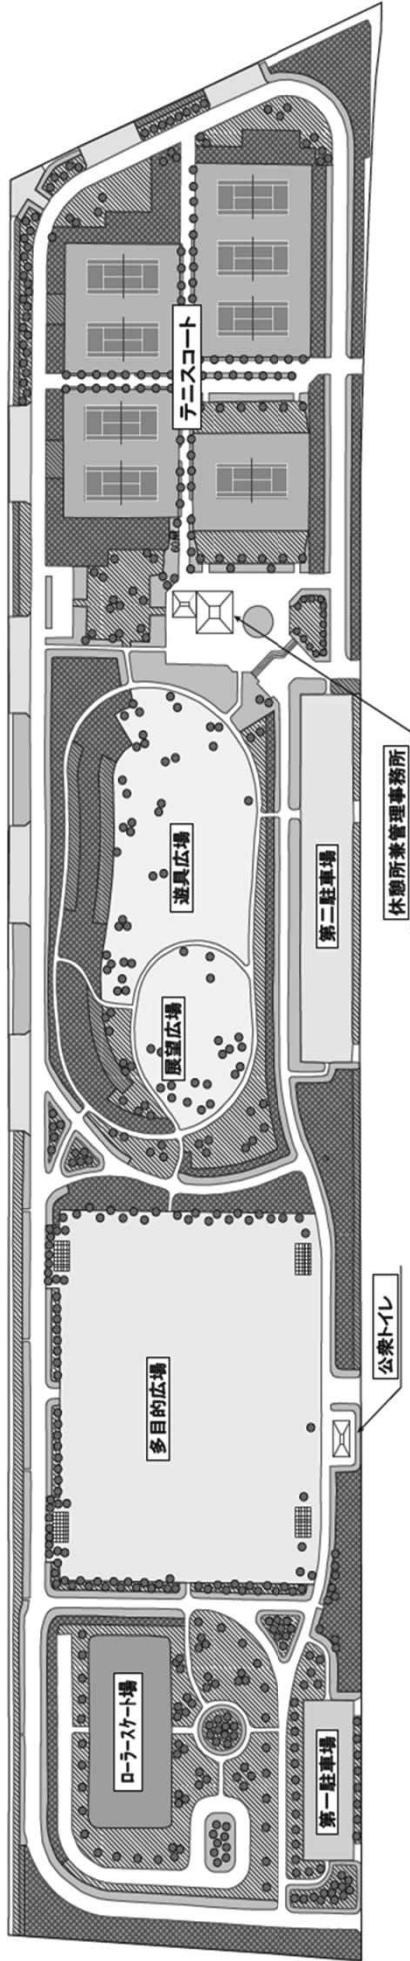 テニスコート
休憩所兼管理事務所
遊具広場
第二駐車場
展望広場
公衆トイレ
多目的広場
ローラースケート場
第一駐車場